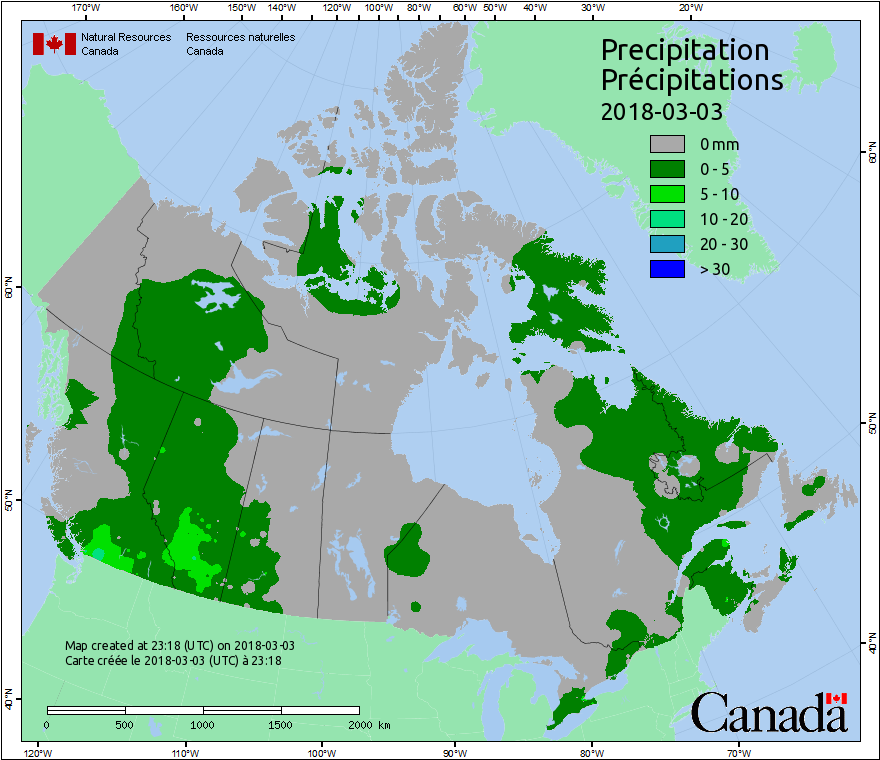 170°W 160°W 150°W 140°W 120°W 100°W 80°W 60°W 50°W 40°W 30°W 20°W
Natural Resources Ressources naturelles
Canada Canada
Precipitation
Précipitations
2018-03-03
0 mm
0 - 5
5 - 10
10 - 20
20 - 30
> 30
60°N
60°N
50°N
50°N
40°N
40°N
Map created at 23:18 (UTC) on 2018-03-03
Carte créée le 2018-03-03 (UTC) à 23:18
0 500 1000 1500 2000 km
Canada
120°W 110°W 100°W 90°W 80°W 70°W